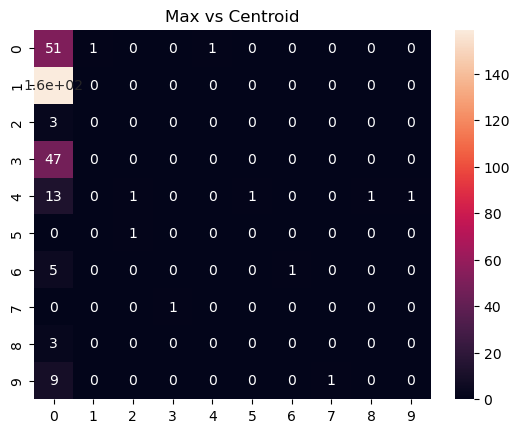 Max vs Centroid
0 51 1 0 0 1 0 0 0 0 0
1 1.6e+02 0 0 0 0 0 0 0 0 0
2 3 0 0 0 0 0 0 0 0 0
3 47 0 0 0 0 0 0 0 0 0
4 13 0 1 0 0 1 0 0 1 1
5 0 0 1 0 0 0 0 0 0 0
6 5 0 0 0 0 0 1 0 0 0
7 0 0 0 1 0 0 0 0 0 0
8 3 0 0 0 0 0 0 0 0 0
9 9 0 0 0 0 0 0 1 0 0
0 1 2 3 4 5 6 7 8 9
140
120
100
80
60
40
20
0